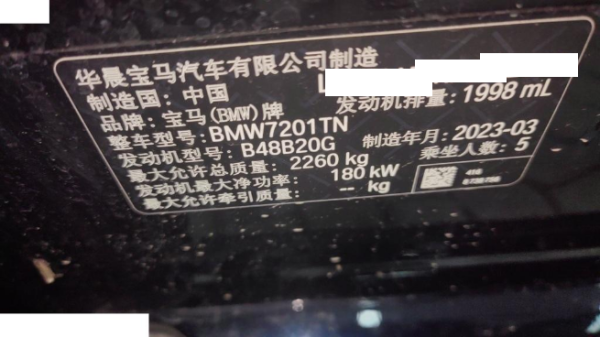 华晨宝马汽车有限公司制造
制造国：中国
品牌：宝马(BMW)牌
发动机排量：1998 mL
整车型号：BMW7201TN
制造年月：2023-03
发动机型号：B48B20G
乘坐人数：5
最大允许总质量：2260 kg
发动机最大净功率：180 kW
最大允许牵引质量：-- kg